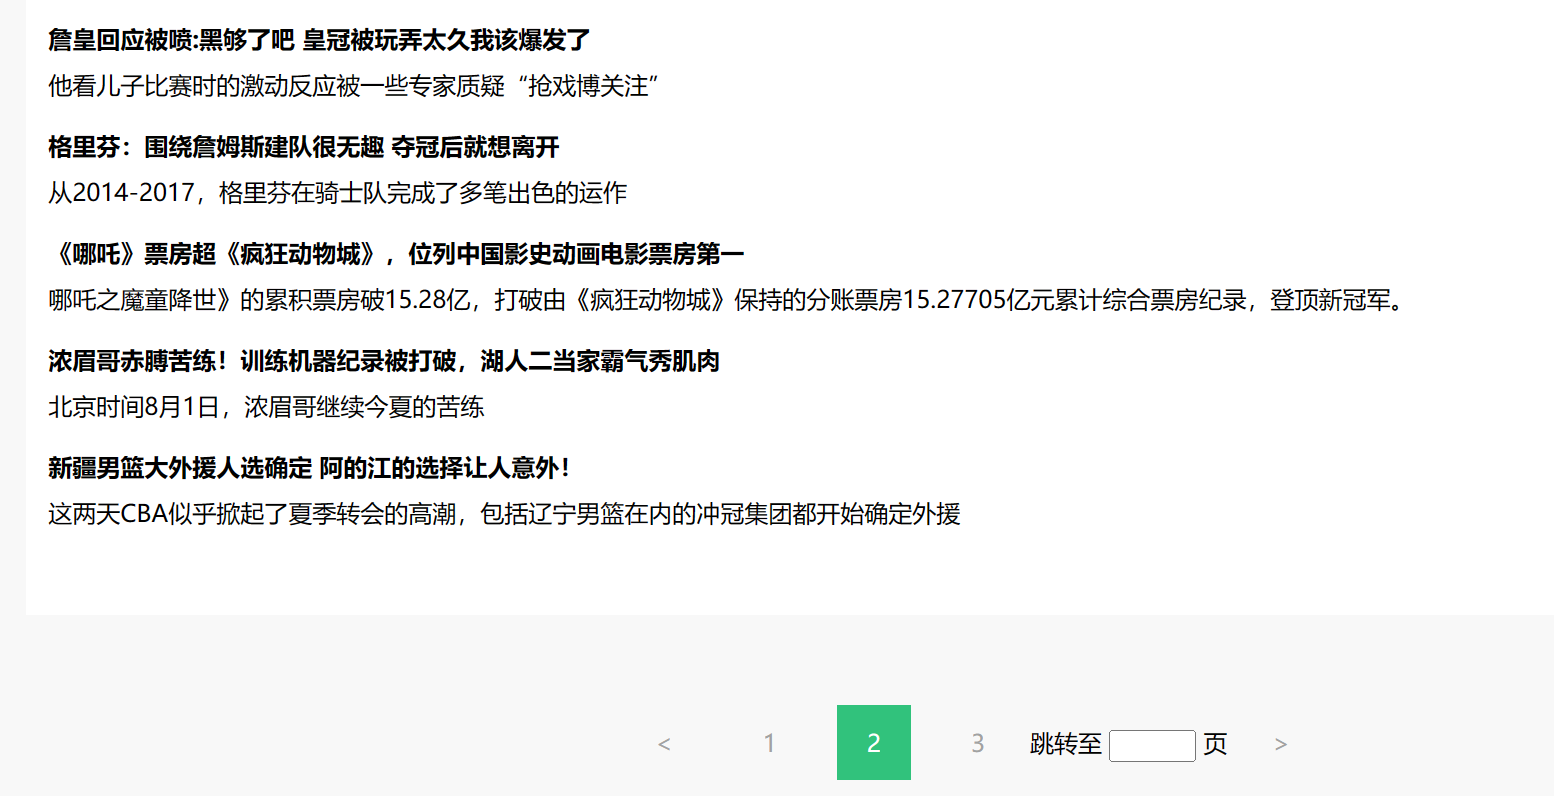 詹皇回应被喷:黑够了吧 皇冠被玩弄太久我该爆发了
他看儿子比赛时的激动反应被一些专家质疑“抢戏博关注”
格里芬：围绕詹姆斯建队很无趣 夺冠后就想离开
从2014-2017，格里芬在骑士队完成了多笔出色的运作
《哪吒》票房超《疯狂动物城》，位列中国影史动画电影票房第一
哪吒之魔童降世》的累积票房破15.28亿，打破由《疯狂动物城》保持的分账票房15.27705亿元累计综合票房纪录，登顶新冠军。
浓眉哥赤膊苦练！训练机器纪录被打破，湖人二当家霸气秀肌肉
北京时间8月1日，浓眉哥继续今夏的苦练
新疆男篮大外援人选确定 阿的江的选择让人意外！
这两天CBA似乎掀起了夏季转会的高潮，包括辽宁男篮在内的冲冠集团都开始确定外援
< 1 2 3 跳转至 页 >